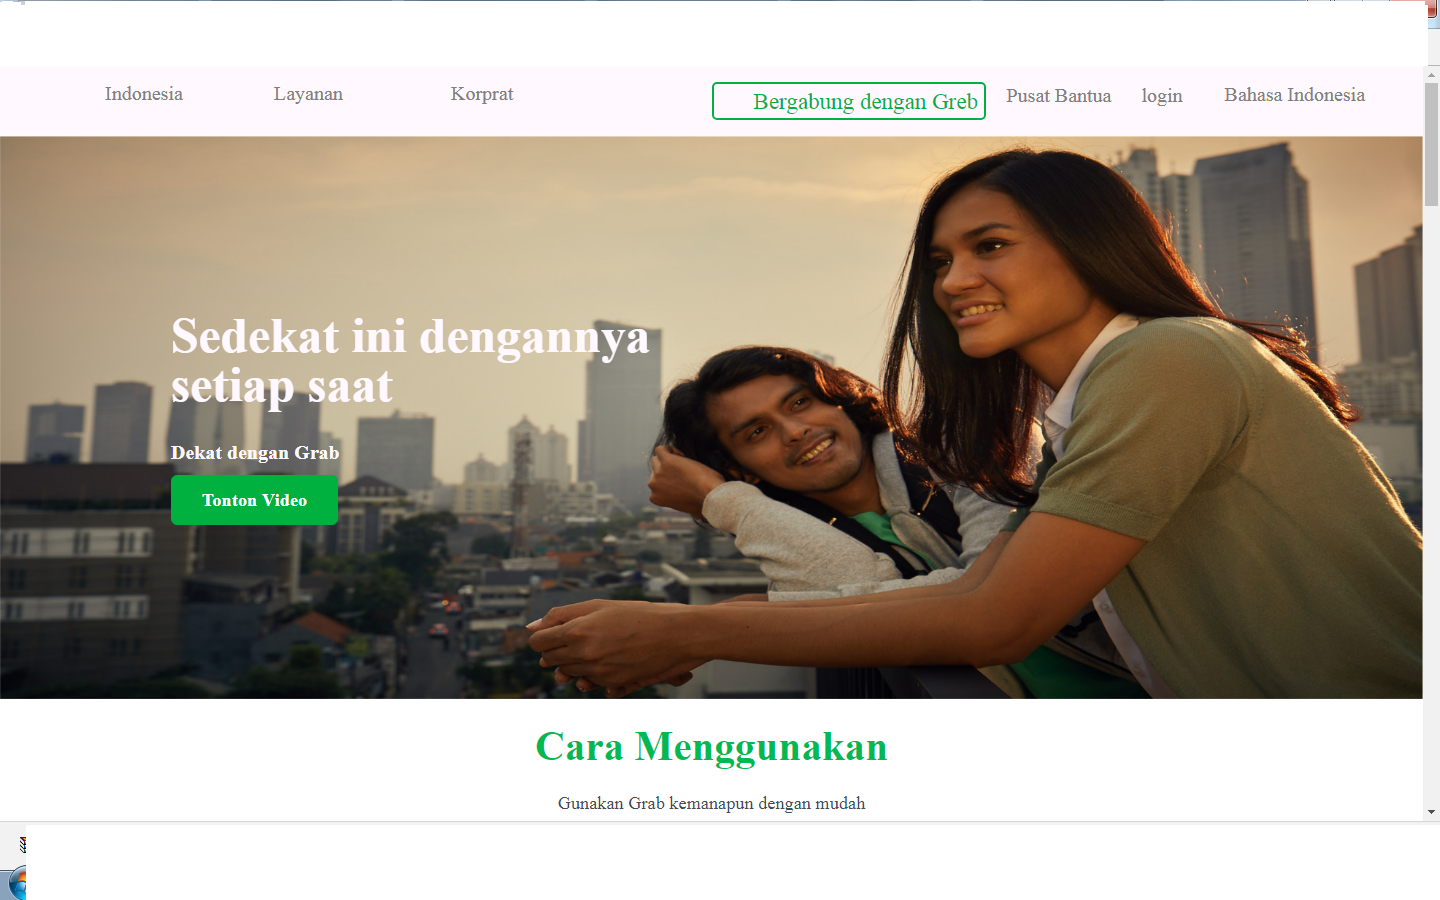 Indonesia Layanan Korprat Bergabung dengan Greb Pusat Bantua login Bahasa Indonesia
Sedekat ini dengannya
setiap saat
Dekat dengan Grab
Tonton Video
Cara Menggunakan
Gunakan Grab kemanapun dengan mudah